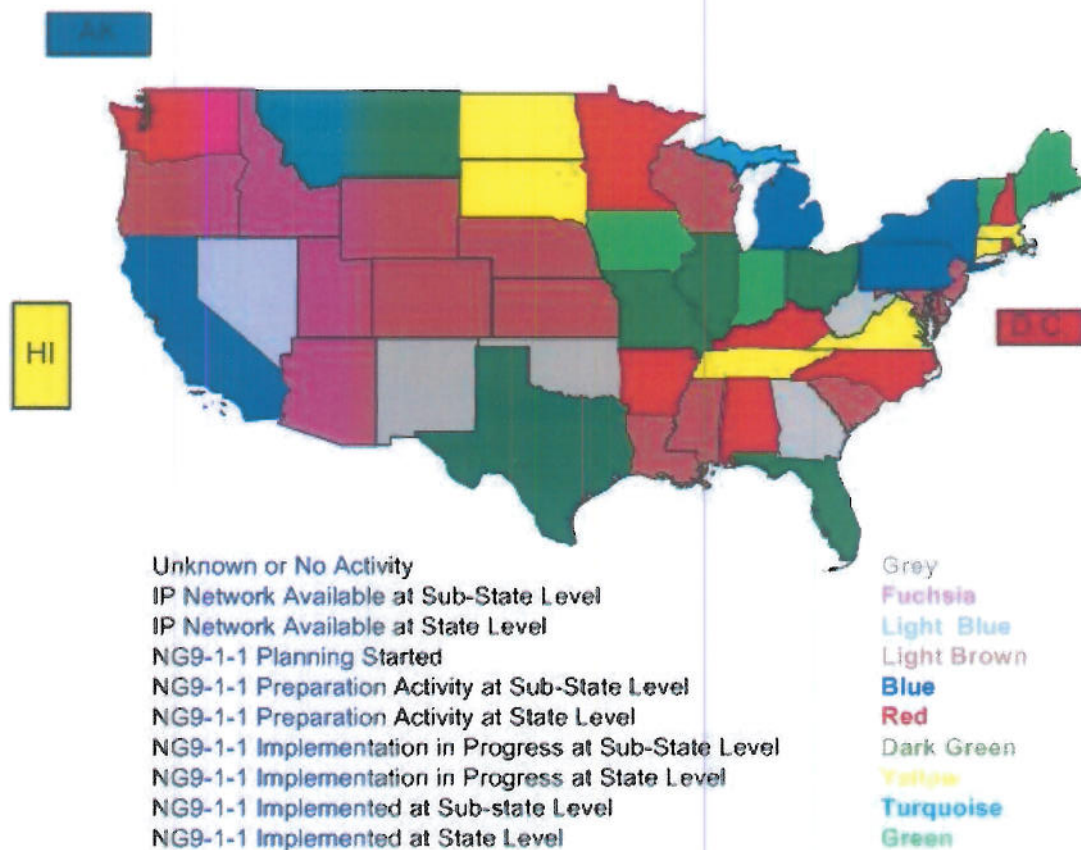 AK
HI
D.C.
Unknown or No Activity Grey
IP Network Available at Sub-State Level Fuchsia
IP Network Available at State Level Light Blue
NG9-1-1 Planning Started Light Brown
NG9-1-1 Preparation Activity at Sub-State Level Blue
NG9-1-1 Preparation Activity at State Level Red
NG9-1-1 Implementation in Progress at Sub-State Level Dark Green
NG9-1-1 Implementation in Progress at State Level Yellow
NG9-1-1 Implemented at Sub-state Level Turquoise
NG9-1-1 Implemented at State Level Green